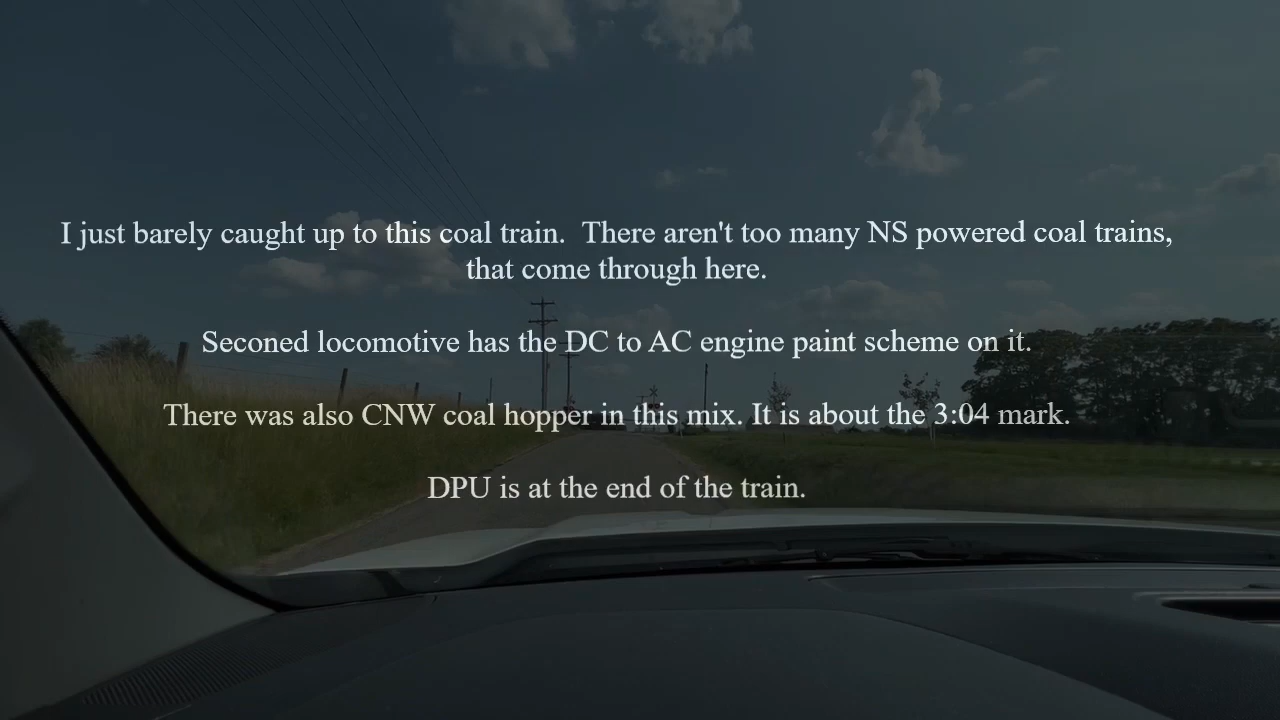 I just barely caught up to this coal train.  There aren't too many NS powered coal trains,
that come through here.
Seconed locomotive has the DC to AC engine paint scheme on it.
There was also CNW coal hopper in this mix. It is about the 3:04 mark.
DPU is at the end of the train.